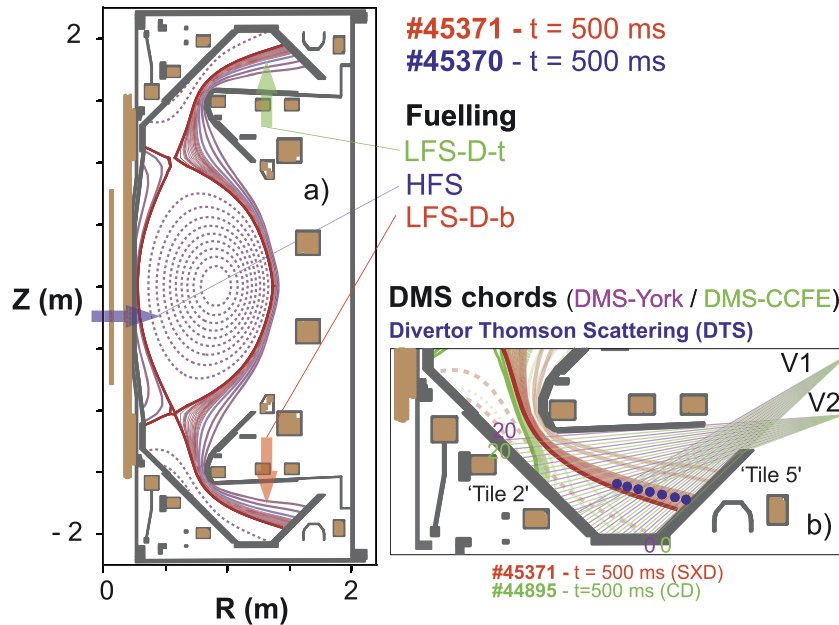 #45371 - t = 500 ms
#45370 - t = 500 ms
Fuelling
LFS-D-t
HFS
LFS-D-b
a)
2
Z (m)
- 2
0
2
R (m)
DMS chords (DMS-York / DMS-CCFE)
Divertor Thomson Scattering (DTS)
V1
V2
20
20
'Tile 2'
'Tile 5'
b)
0 0
#45371 - t = 500 ms (SXD)
#44895 - t=500 ms (CD)